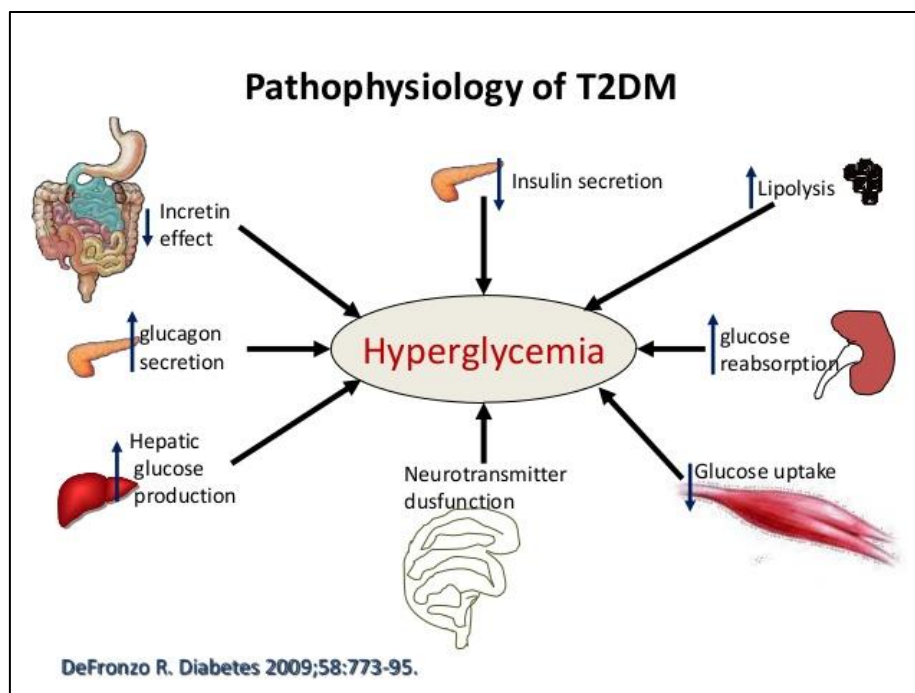 Pathophysiology of T2DM
Incretin
effect
Insulin secretion
Lipolysis
glucagon
secretion
Hyperglycemia
glucose
reabsorption
Hepatic
glucose
production
Neurotransmitter
dusfunction
Glucose uptake
DeFronzo R. Diabetes 2009;58:773-95.